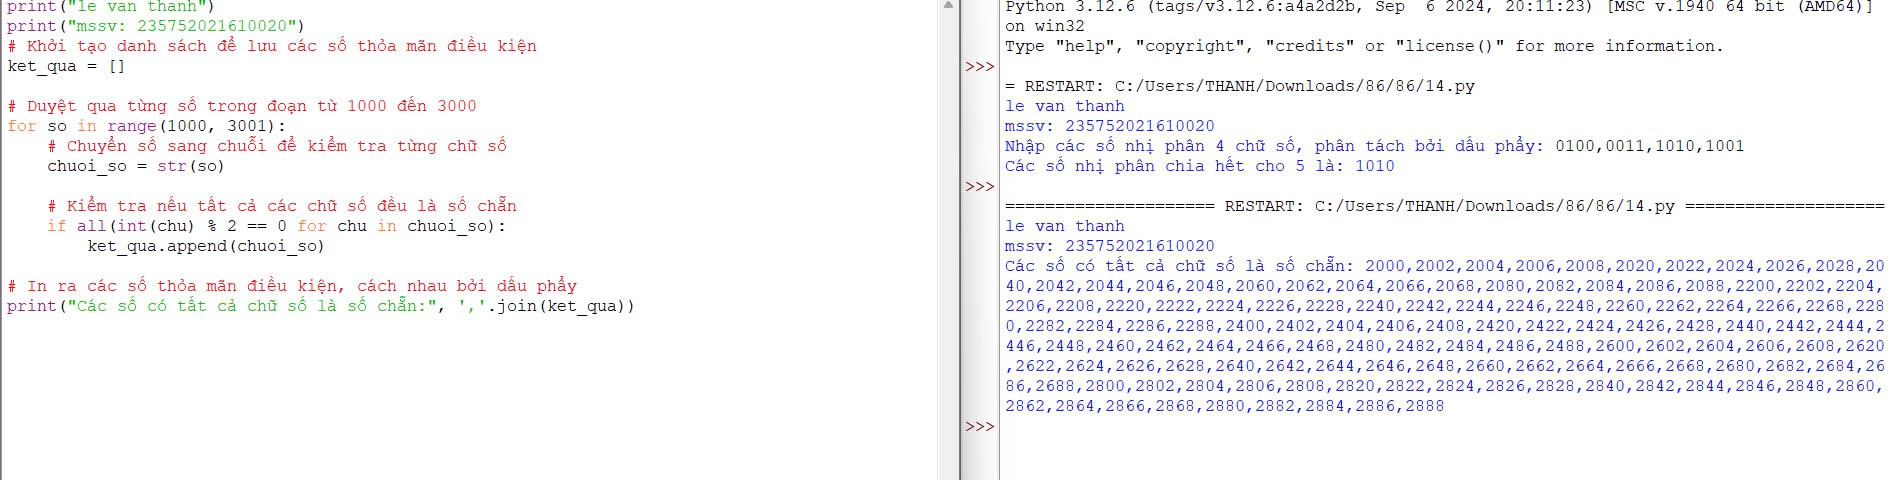 print("le van thanh")
print("mssv: 235752021610020")
# Khởi tạo danh sách để lưu các số thỏa mãn điều kiện
ket_qua = []
# Duyệt qua từng số trong đoạn từ 1000 đến 3000
for so in range(1000, 3001):
    # Chuyển số sang chuỗi để kiểm tra từng chữ số
    chuoi_so = str(so)
    # Kiểm tra nếu tất cả các chữ số đều là số chẵn
    if all(int(chu) % 2 == 0 for chu in chuoi_so):
        ket_qua.append(chuoi_so)
# In ra các số thỏa mãn điều kiện, cách nhau bởi dấu phẩy
print("Các số có tất cả chữ số là số chẵn:", ','.join(ket_qua))
Python 3.12.6 (tags/v3.12.6:a4a2d2b, Sep  6 2024, 20:11:23) [MSC v.1940 64 bit (AMD64)]
on win32
Type "help", "copyright", "credits" or "license()" for more information.
>>>
= RESTART: C:/Users/THANH/Downloads/86/86/14.py
le van thanh
mssv: 235752021610020
Nhập các số nhị phân 4 chữ số, phân tách bởi dấu phẩy: 0100,0011,1010,1001
Các số nhị phân chia hết cho 5 là: 1010
>>>
===================== RESTART: C:/Users/THANH/Downloads/86/86/14.py ====================
le van thanh
mssv: 235752021610020
Các số có tất cả chữ số là số chẵn: 2000,2002,2004,2006,2008,2020,2022,2024,2026,2028,20
40,2042,2044,2046,2048,2060,2062,2064,2066,2068,2080,2082,2084,2086,2088,2200,2202,2204,
2206,2208,2220,2222,2224,2226,2228,2240,2242,2244,2246,2248,2260,2262,2264,2266,2268,228
0,2282,2284,2286,2288,2400,2402,2404,2406,2408,2420,2422,2424,2426,2428,2440,2442,2444,2
446,2448,2460,2462,2464,2466,2468,2480,2482,2484,2486,2488,2600,2602,2604,2606,2608,2620
,2622,2624,2626,2628,2640,2642,2644,2646,2648,2660,2662,2664,2666,2668,2680,2682,2684,26
86,2688,2800,2802,2804,2806,2808,2820,2822,2824,2826,2828,2840,2842,2844,2846,2848,2860,
2862,2864,2866,2868,2880,2882,2884,2886,2888
>>>